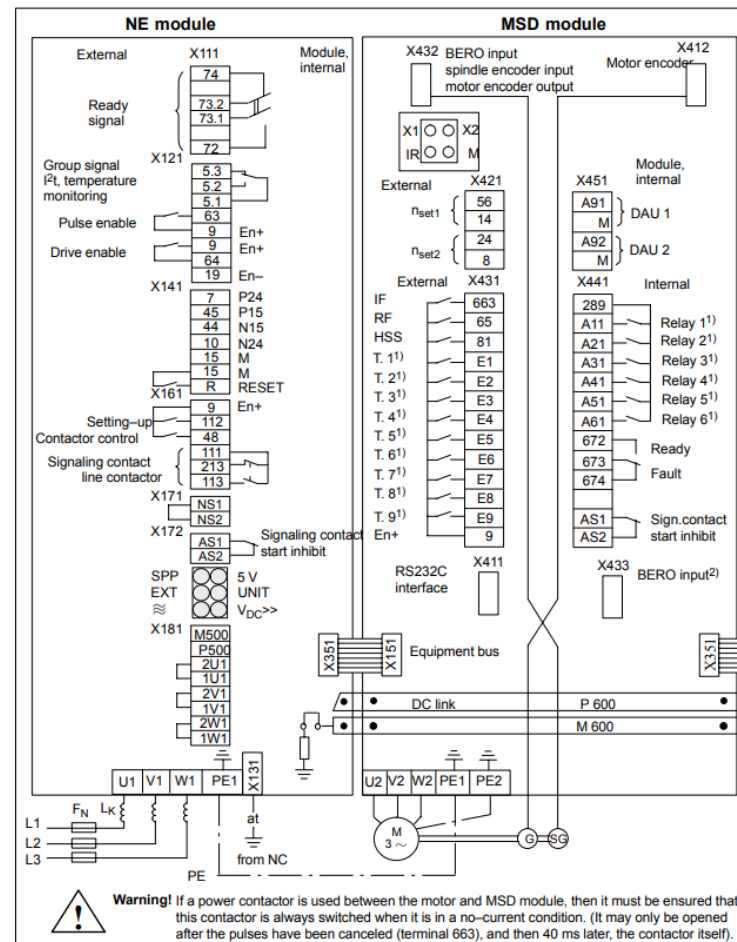 NE module
External
X111
Module,
internal
74
Ready
signal
73.2
73.1
72
X121
Group signal
I²t, temperature
monitoring
5.3
5.2
5.1
Pulse enable
63
9 En+
Drive enable
9 En+
64
19 En–
X141
7 P24
45 P15
44 N15
10 N24
15 M
15 M
R RESET
X161
9 En+
Setting–up 112
Contactor control 48
Signaling contact
line contactor
111
213
113
X171
NS1
NS2
X172
AS1
AS2
Signaling contact
start inhibit
SPP 5 V
EXT UNIT
≈ VDC>>
X181
M500
P500
2U1
1U1
2V1
1V1
2W1
1W1
U1 V1 W1 PE1 X131
FN LK
L1
L2
L3
at
from NC
PE
MSD module
X432 BERO input
spindle encoder input
motor encoder output
X412
Motor encoder
X1 X2
IR M
External X421
nset1
56
14
nset2
24
8
X451
Module,
internal
A91
M
DAU 1
A92
M
DAU 2
External X431
IF 663
RF 65
HSS 81
T. 1¹⁾ E1
T. 2¹⁾ E2
T. 3¹⁾ E3
T. 4¹⁾ E4
T. 5¹⁾ E5
T. 6¹⁾ E6
T. 7¹⁾ E7
T. 8¹⁾ E8
T. 9¹⁾ E9
En+ 9
X441 Internal
289
A11 Relay 1¹⁾
A21 Relay 2¹⁾
A31 Relay 3¹⁾
A41 Relay 4¹⁾
A51 Relay 5¹⁾
A61 Relay 6¹⁾
672 Ready
673
Fault
674
AS1 Sign.contact
AS2 start inhibit
RS232C
interface
X411
X433
BERO input²⁾
X351 X151 Equipment bus X351
DC link P 600
M 600
U2 V2 W2 PE1 PE2
M
3 ~
G SG
Warning! If a power contactor is used between the motor and MSD module, then it must be ensured that
this contactor is always switched when it is in a no–current condition. (It may only be opened
after the pulses have been canceled (terminal 663), and then 40 ms later, the contactor itself).